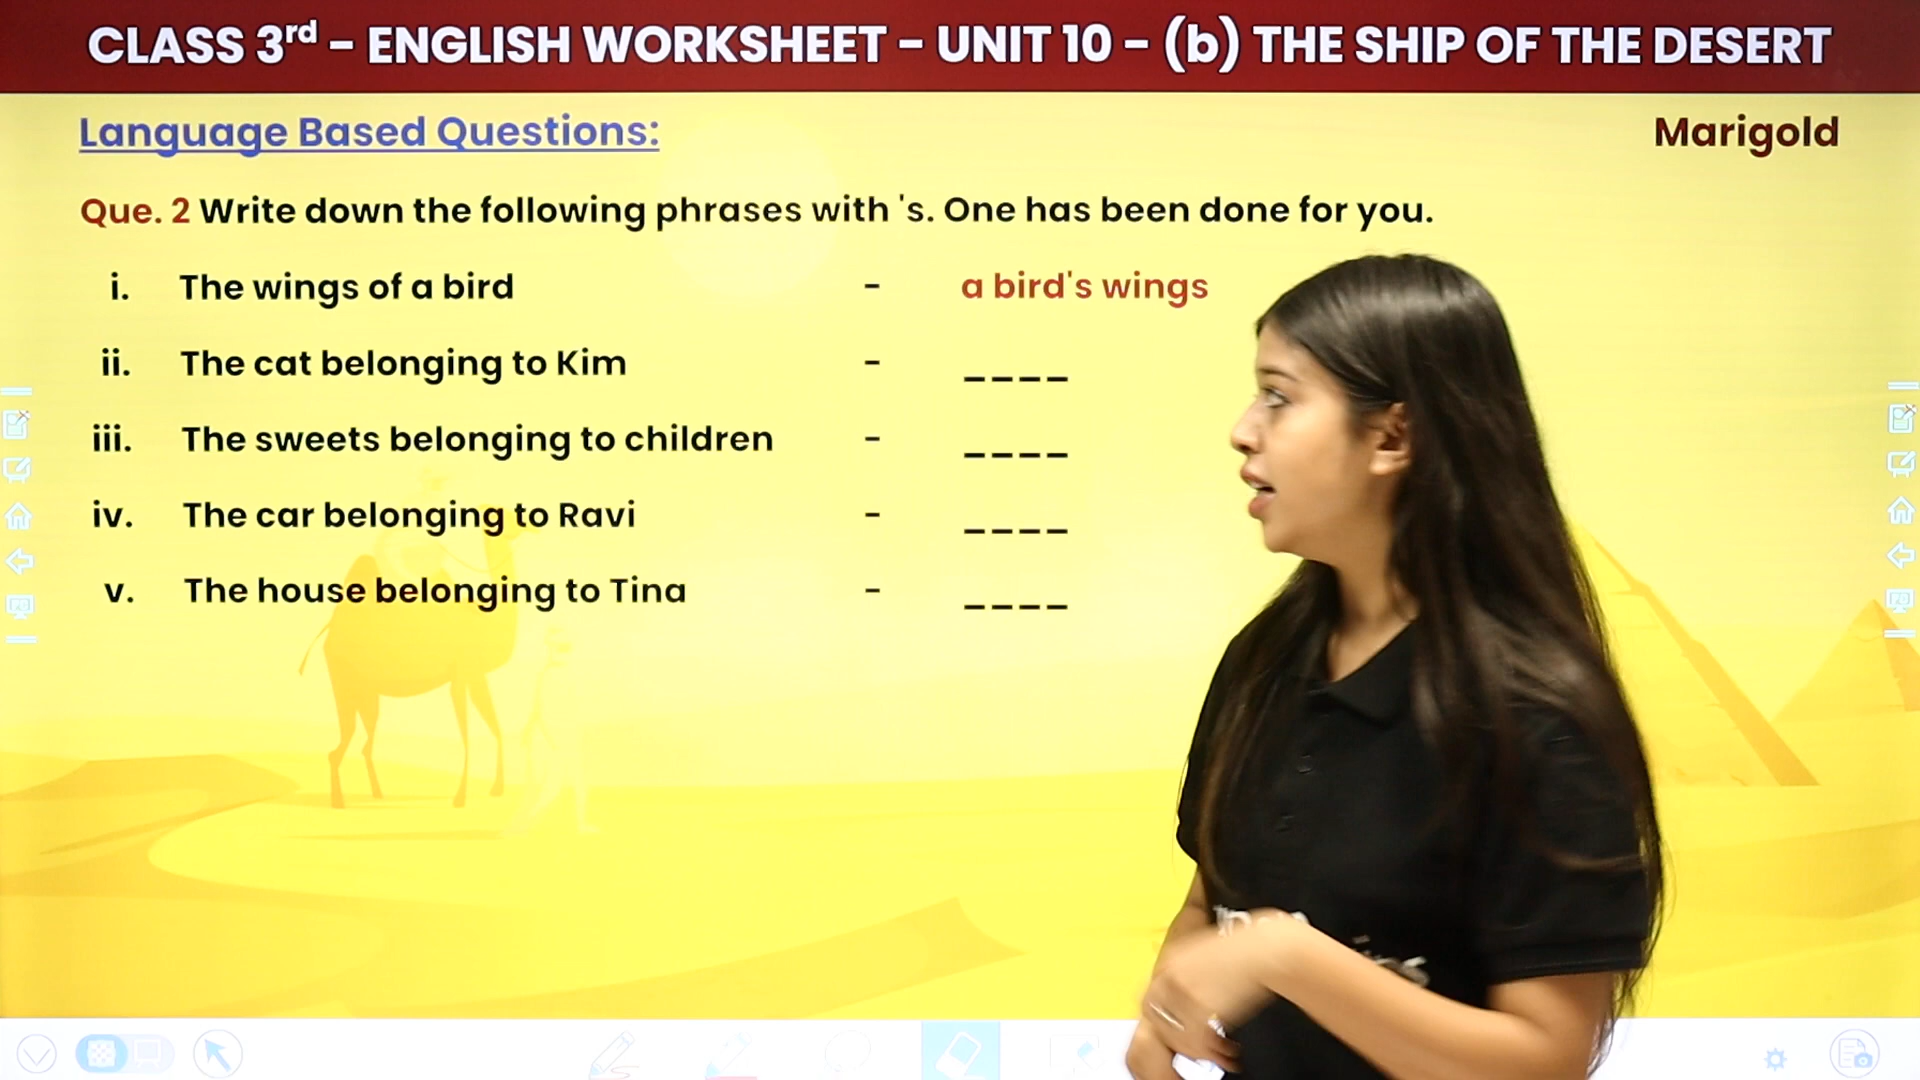 CLASS 3rd - ENGLISH WORKSHEET - UNIT 10 - (b) THE SHIP OF THE DESERT
Language Based Questions:
Marigold
Que. 2 Write down the following phrases with 's. One has been done for you.
i. The wings of a bird - a bird's wings
ii. The cat belonging to Kim - ____
iii. The sweets belonging to children - ____
iv. The car belonging to Ravi - ____
v. The house belonging to Tina - ____